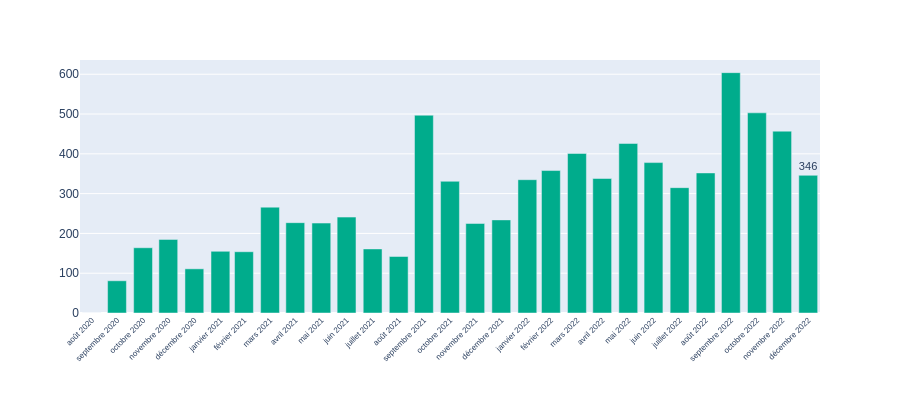 600
500
400
300
200
100
0
346
août 2020
septembre 2020
octobre 2020
novembre 2020
décembre 2020
janvier 2021
février 2021
mars 2021
avril 2021
mai 2021
juin 2021
juillet 2021
août 2021
septembre 2021
octobre 2021
novembre 2021
décembre 2021
janvier 2022
février 2022
mars 2022
avril 2022
mai 2022
juin 2022
juillet 2022
août 2022
septembre 2022
octobre 2022
novembre 2022
décembre 2022